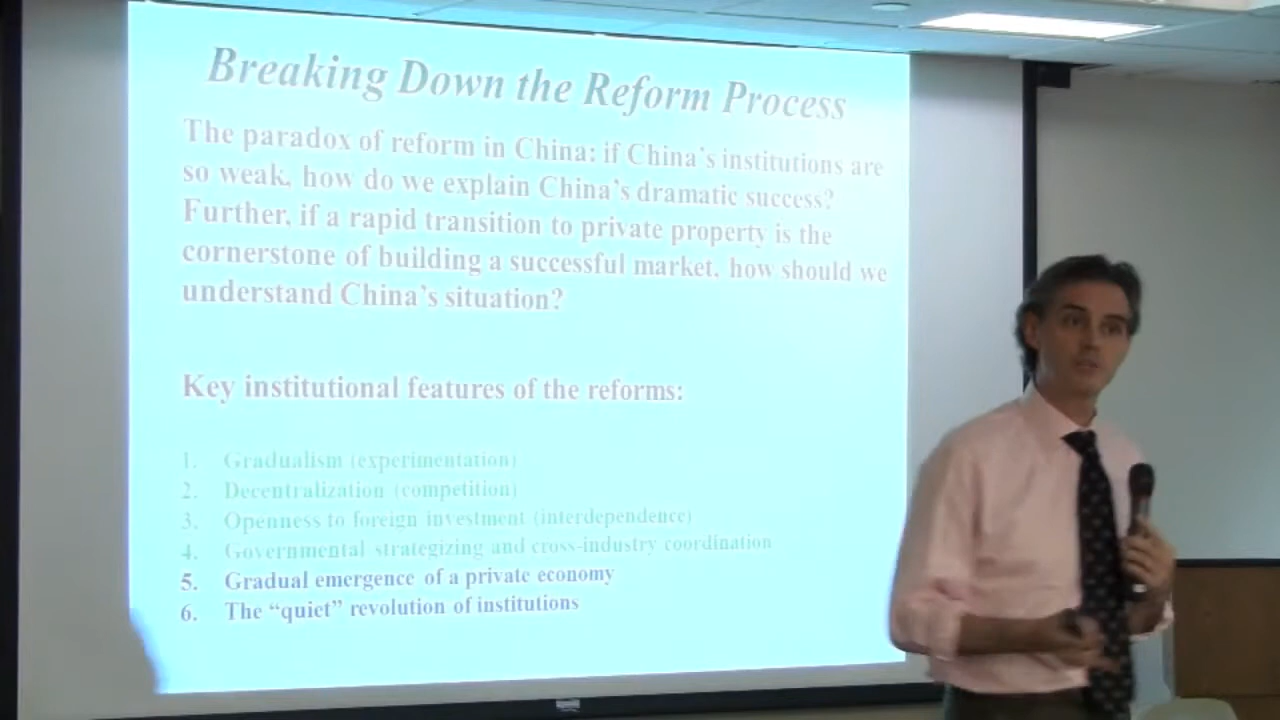 Breaking Down the Reform Process
The paradox of reform in China: if China's institutions are
so weak, how do we explain China's dramatic success?
Further, if a rapid transition to private property is the
cornerstone of building a successful market, how should we
understand China's situation?
Key institutional features of the reforms:
1. Gradualism (experimentation)
2. Decentralization (competition)
3. Openness to foreign investment (interdependence)
4. Governmental strategizing and cross-industry coordination
5. Gradual emergence of a private economy
6. The “quiet” revolution of institutions